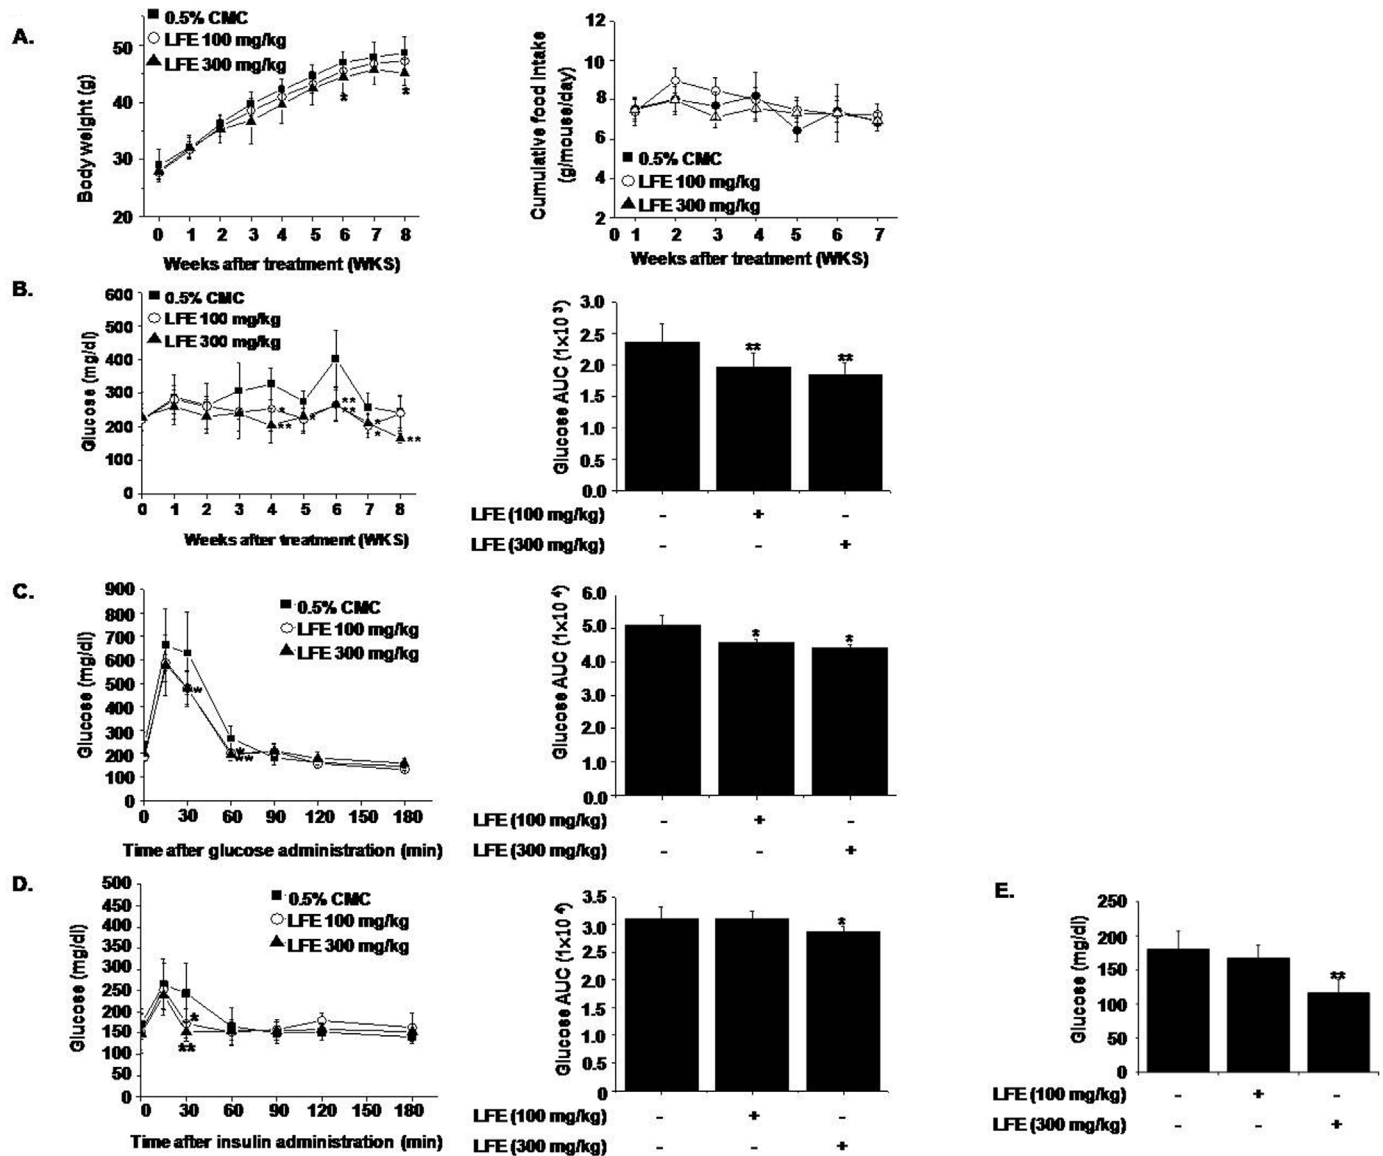 A.
0.5% CMC
LFE 100 mg/kg
LFE 300 mg/kg
Body weight (g)
50
40
30
20
* *
0 1 2 3 4 5 6 7 8
Weeks after treatment (WKS)
Cumulative food intake
(g/mouse/day)
12
10
8
6
4
2
0.5% CMC
LFE 100 mg/kg
LFE 300 mg/kg
0 1 2 3 4 5 6 7
Weeks after treatment (WKS)
B.
Glucose (mg/dl)
600
500
400
300
200
100
0
0.5% CMC
LFE 100 mg/kg
LFE 300 mg/kg
* ** * ** ** * * **
0 1 2 3 4 5 6 7 8
Weeks after treatment (WKS)
Glucose AUC (1×10 3)
3.0
2.5
2.0
1.5
1.0
0.5
0.0
** **
LFE (100 mg/kg) - + -
LFE (300 mg/kg) - - +
C.
Glucose (mg/dl)
900
800
700
600
500
400
300
200
100
0
0.5% CMC
LFE 100 mg/kg
LFE 300 mg/kg
** * **
0 30 60 90 120 150 180
Time after glucose administration (min)
Glucose AUC (1×10 4)
6.0
5.0
4.0
3.0
2.0
1.0
0.0
* *
LFE (100 mg/kg) - + -
LFE (300 mg/kg) - - +
D.
Glucose (mg/dl)
500
450
400
350
300
250
200
150
100
50
0
0.5% CMC
LFE 100 mg/kg
LFE 300 mg/kg
* **
0 30 60 90 120 150 180
Time after insulin administration (min)
Glucose AUC (1×10 4)
3.5
3.0
2.5
2.0
1.5
1.0
0.5
0
*
LFE (100 mg/kg) - + -
LFE (300 mg/kg) - - +
E.
Glucose (mg/dl)
250
200
150
100
50
0
**
LFE (100 mg/kg) - + -
LFE (300 mg/kg) - - +